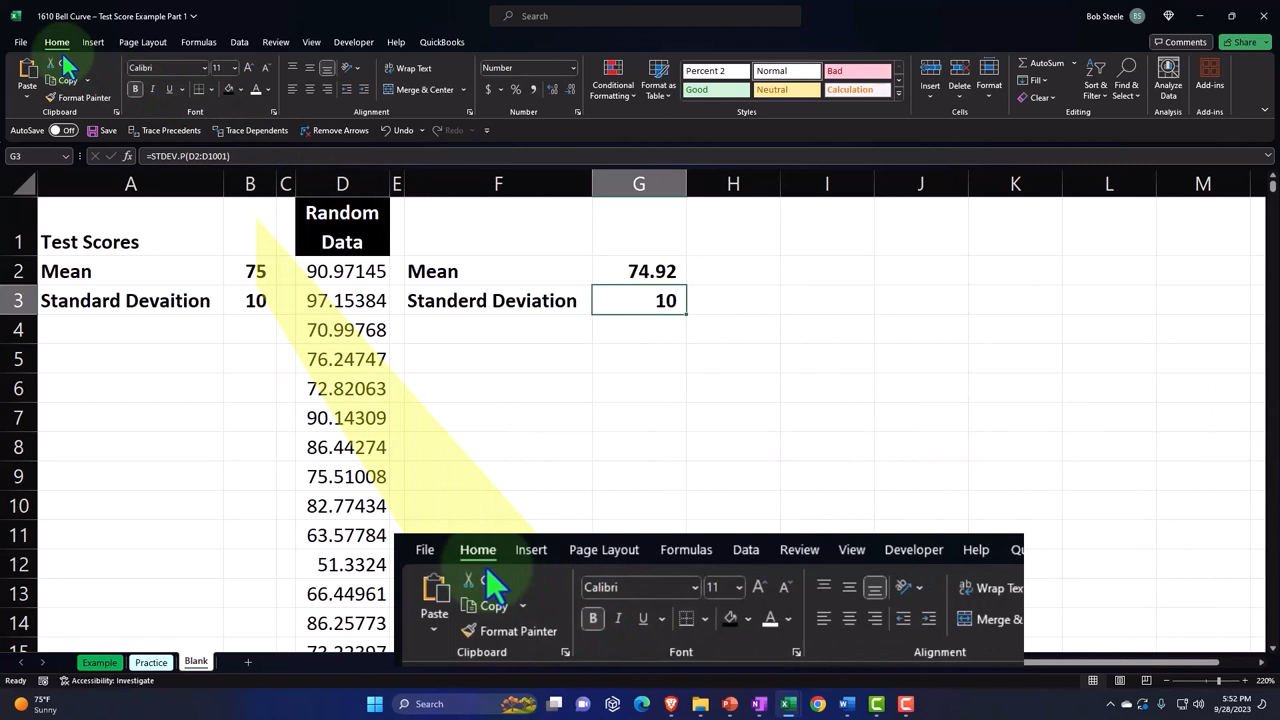 1610 Bell Curve – Test Score Example Part 1
Search
Bob Steele BS
File Home Insert Page Layout Formulas Data Review View Developer Help QuickBooks
Comments Share
Paste
Copy
Format Painter
Clipboard
Calibri 11
B I U
A
Font
Wrap Text
Merge & Center
Alignment
Number
$ % 9
Number
Conditional Formatting
Format as Table
Percent 2 Normal Bad
Good Neutral Calculation
Styles
Insert Delete Format
Cells
AutoSum
Fill
Clear
Sort & Filter
Find & Select
Editing
Analyze Data
Analysis
Add-ins
Add-ins
AutoSave Off Save Trace Precedents Trace Dependents Remove Arrows Undo Redo
G3 fx =STDEV.P(D2:D1001)
A B C D E F G H I J K L M
1 Test Scores Random Data
2 Mean 75 90.97145 Mean 74.92
3 Standard Devaition 10 97.15384 Standerd Deviation 10
4 70.99768
5 76.24747
6 72.82063
7 90.14309
8 86.44274
9 75.51008
10 82.77434
11 63.57784
12 51.3324
13 66.44961
14 86.25773
15 73.22397
File Home Insert Page Layout Formulas Data Review View Developer Help
Paste
Copy
Format Painter
Clipboard
Calibri 11
B I U
A
Font
Wrap Text
Merge &
Alignment
Example Practice Blank
Ready Accessibility: Investigate 220%
75°F
Sunny
Search
5:52 PM
9/28/2023